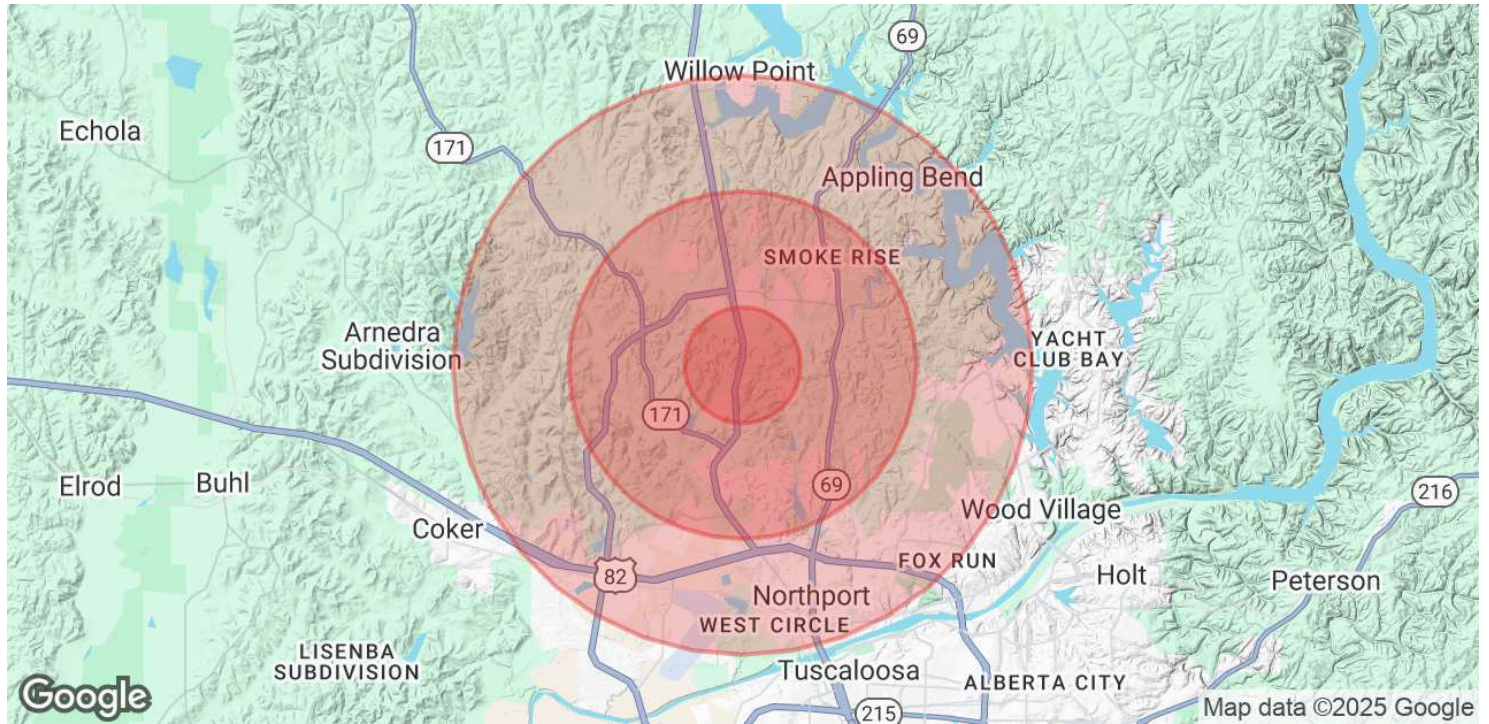 69
Willow Point
Echola
171
Appling Bend
SMOKE RISE
Arnedra
Subdivision
YACHT
CLUB BAY
171
Elrod
Buhl
69
216
Wood Village
Coker
FOX RUN
82
Holt
Peterson
Northport
WEST CIRCLE
LISENBA
SUBDIVISION
Tuscaloosa
ALBERTA CITY
Google
215
Map data ©2025 Google